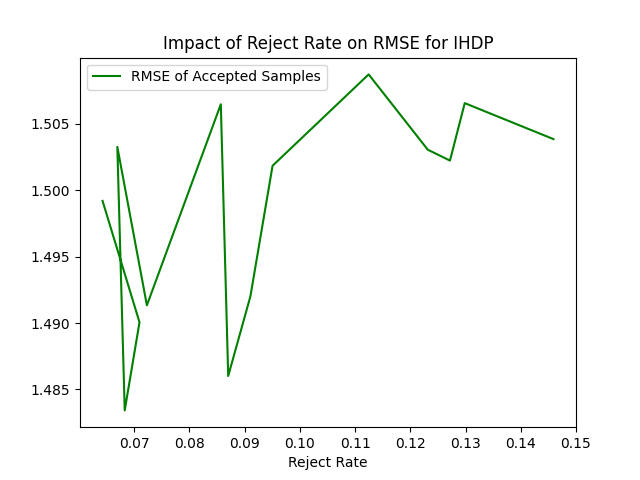 Impact of Reject Rate on RMSE for IHDP
RMSE of Accepted Samples
1.505
1.500
1.495
1.490
1.485
0.07 0.08 0.09 0.10 0.11 0.12 0.13 0.14 0.15
Reject Rate